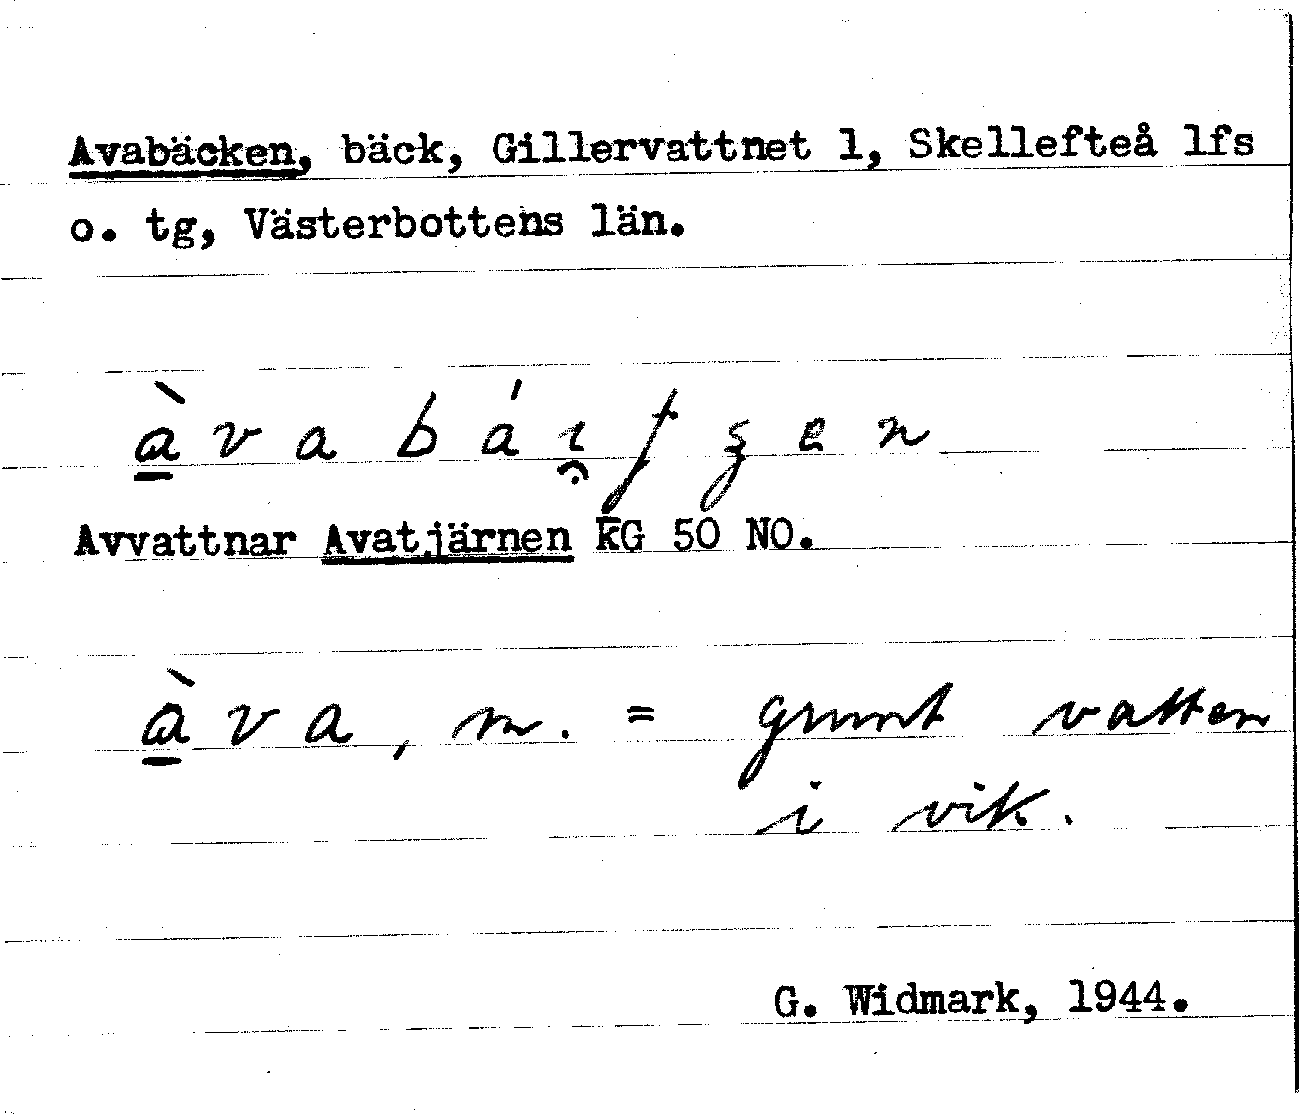 Avabäcken, bäck, Gillervattnet 1, Skellefteå lfs
o. tg, Västerbottens län.
Avvattnar Avatjärnen kG 50 NO.
àva, m. = grunt vatten
i vik.
G. Widmark, 1944.